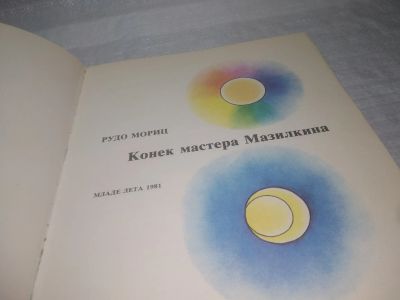 РУДО МОРИЦ
Конек мастера Мазилкина
МЛАДЕ ЛЕТА 1981